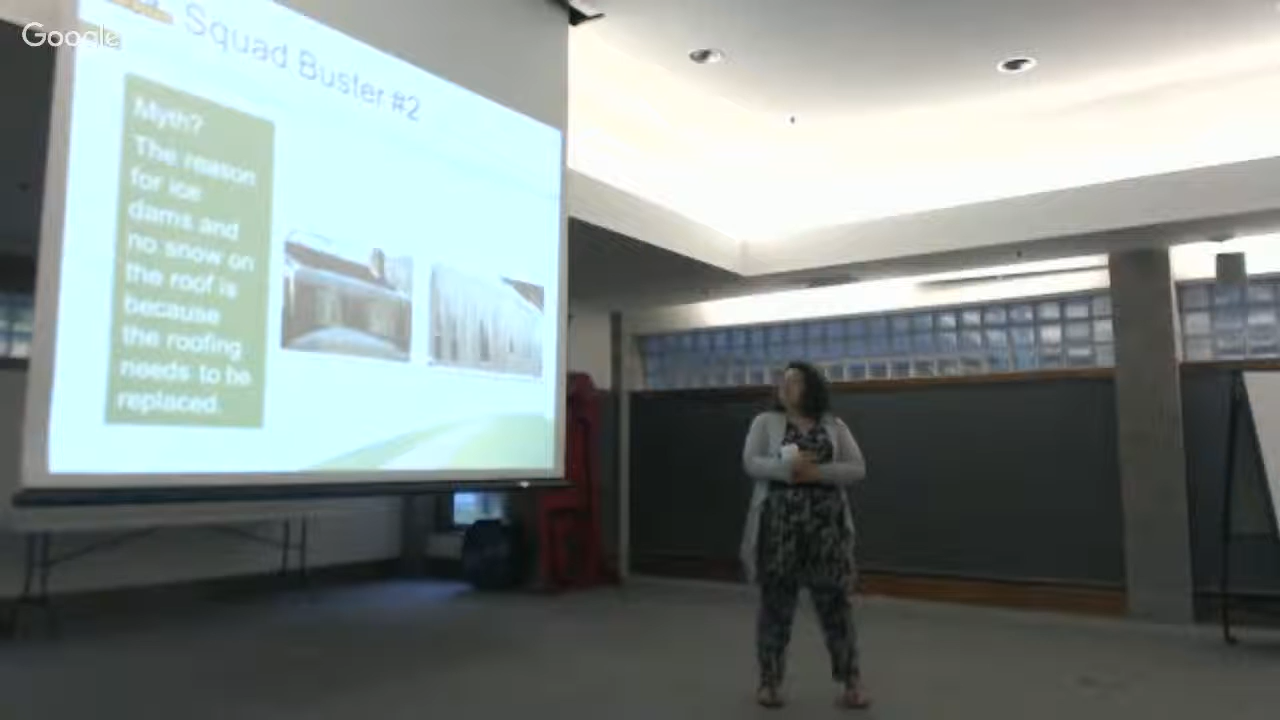 Google
Squad Buster #2
Myth?
The reason
for ice
dams and
no snow on
the roof is
because
the roofing
needs to be
replaced.